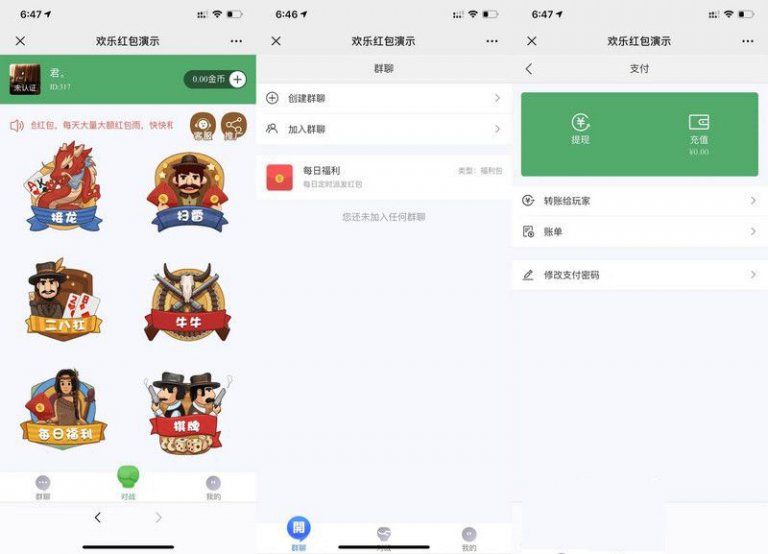 6:47
欢乐红包演示
君。
未认证
ID:317
0.00金币
包红包，每天大量大额红包雨，快快和
客服
推广
接龙
扫雷
二八杠
牛牛
每日福利
棋牌
群聊
对战
我的
6:46
欢乐红包演示
群聊
创建群聊
加入群聊
每日福利
类型：福利包
每日定时派发红包
您还未加入任何群聊
開
群聊
对战
我的
6:47
欢乐红包演示
支付
提现
充值
¥0.00
转账给玩家
账单
修改支付密码